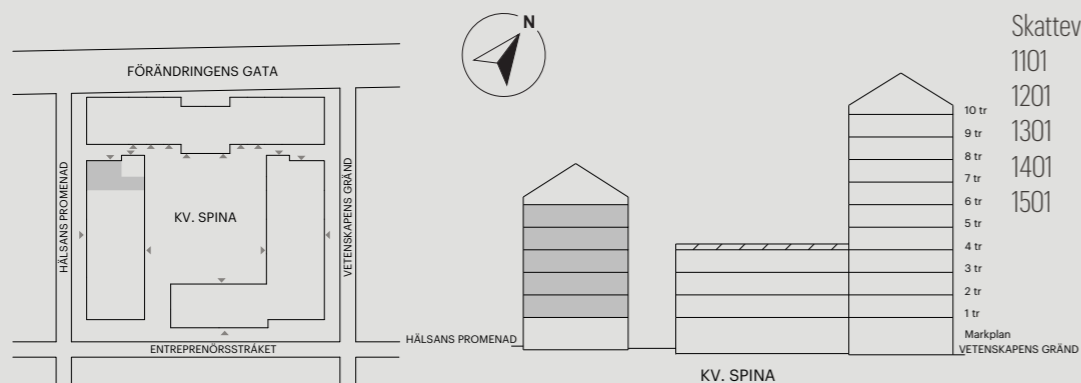 FÖRÄNDRINGENS GATA
HÄLSANS PROMENAD
KV. SPINA
VETENSKAPENS GRÄND
ENTREPRENÖRSSTRÅKET
N
10 tr
9 tr
8 tr
7 tr
6 tr
5 tr
4 tr
3 tr
2 tr
1 tr
Markplan
HÄLSANS PROMENAD
VETENSKAPENS GRÄND
KV. SPINA
Skattev
1101
1201
1301
1401
1501